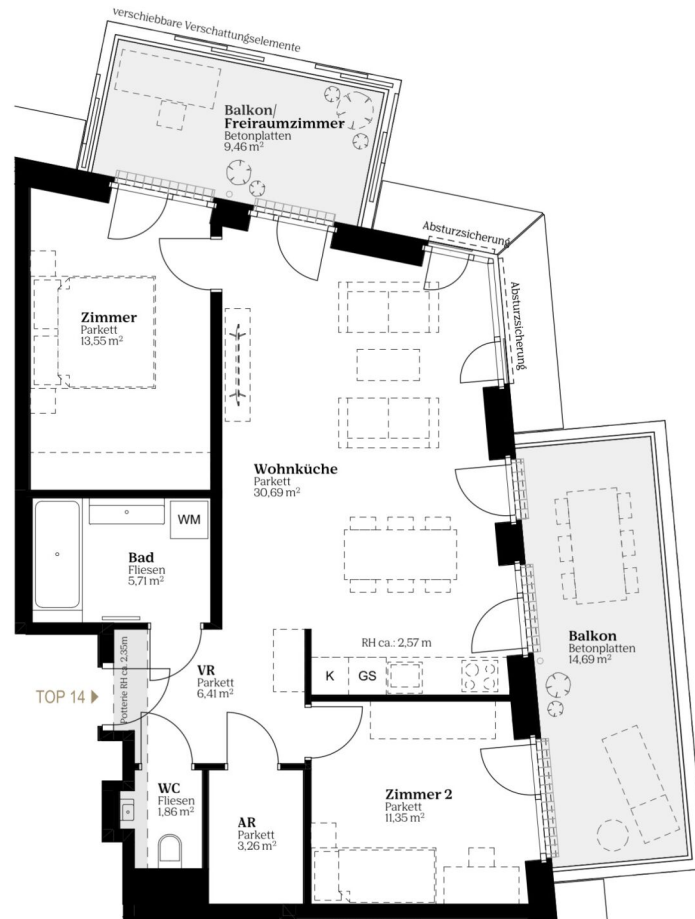 verschiebbare Verschattungselemente
Balkon/
Freiraumzimmer
Betonplatten
9,46 m²
Absturzsicherung
Absturzsicherung
Zimmer
Parkett
13,55 m²
Wohnküche
Parkett
30,69 m²
WM
Bad
Fliesen
5,71 m²
RH ca.: 2,57 m
Balkon
Betonplatten
14,69 m²
K
GS
VR
Parkett
6,41 m²
Potterie RH ca. 2,35m
TOP 14
WC
Fliesen
1,86 m²
AR
Parkett
3,26 m²
Zimmer 2
Parkett
11,35 m²